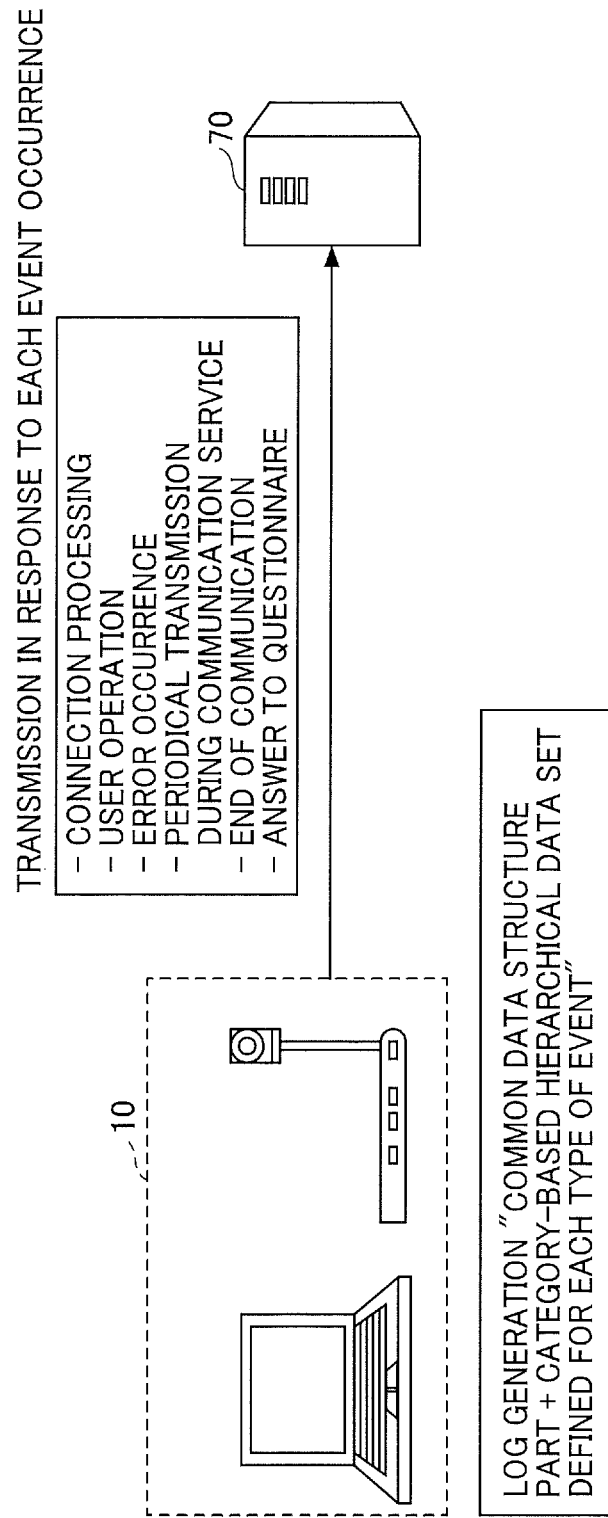 TRANSMISSION IN RESPONSE TO EACH EVENT OCCURRENCE
- CONNECTION PROCESSING
- USER OPERATION
- ERROR OCCURRENCE
- PERIODICAL TRANSMISSION
DURING COMMUNICATION SERVICE
- END OF COMMUNICATION
- ANSWER TO QUESTIONNAIRE
10
70
LOG GENERATION "COMMON DATA STRUCTURE
PART + CATEGORY-BASED HIERARCHICAL DATA SET
DEFINED FOR EACH TYPE OF EVENT"